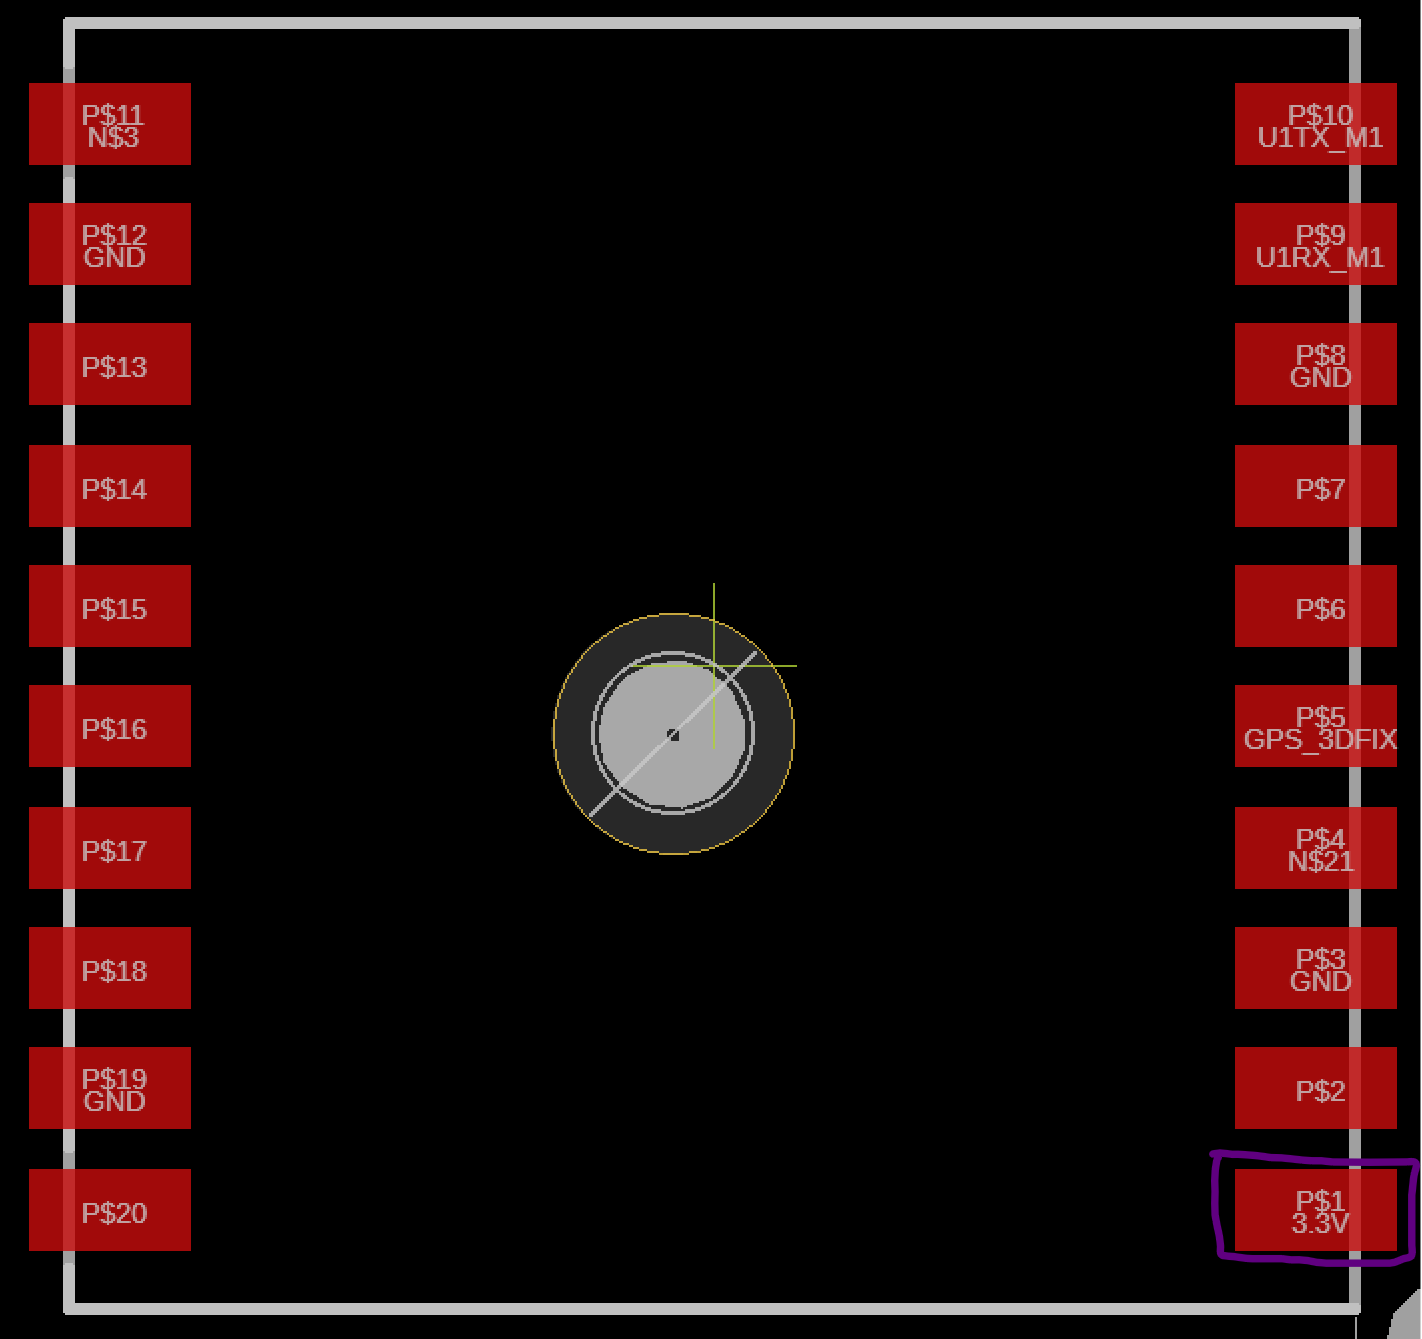 P$11
N$3
P$12
GND
P$13
P$14
P$15
P$16
P$17
P$18
P$19
GND
P$20
P$10
U1TX_M1
P$9
U1RX_M1
P$8
GND
P$7
P$6
P$5
GPS_3DFIX
P$4
N$21
P$3
GND
P$2
P$1
3.3V